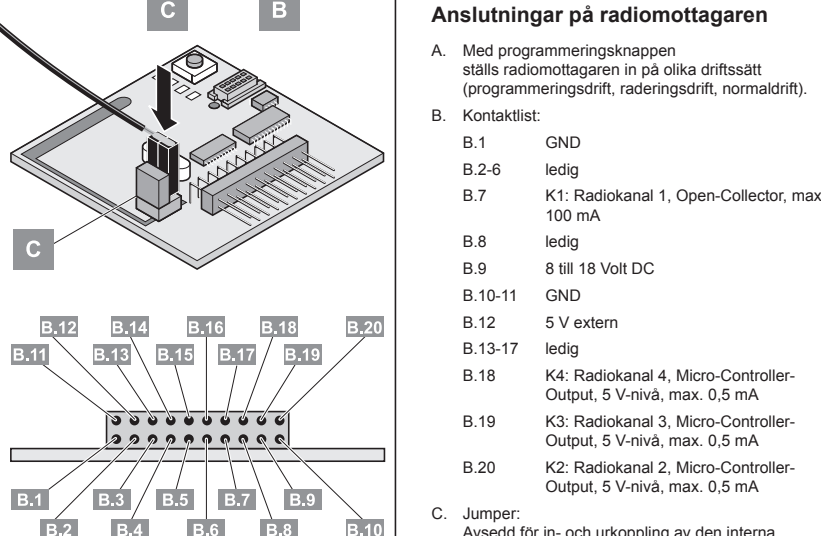 C
B
C
B.12
B.14
B.16
B.18
B.20
B.11
B.13
B.15
B.17
B.19
B.1
B.3
B.5
B.7
B.9
B.2
B.4
B.6
B.8
B.10
Anslutningar på radiomottagaren
A. Med programmeringsknappen
ställs radiomottagaren in på olika driftssätt
(programmeringsdrift, raderingsdrift, normaldrift).
B. Kontaktlist:
B.1 GND
B.2-6 ledig
B.7 K1: Radiokanal 1, Open-Collector, max
100 mA
B.8 ledig
B.9 8 till 18 Volt DC
B.10-11 GND
B.12 5 V extern
B.13-17 ledig
B.18 K4: Radiokanal 4, Micro-Controller-
Output, 5 V-nivå, max. 0,5 mA
B.19 K3: Radiokanal 3, Micro-Controller-
Output, 5 V-nivå, max. 0,5 mA
B.20 K2: Radiokanal 2, Micro-Controller-
Output, 5 V-nivå, max. 0,5 mA
C. Jumper:
Avsedd för in- och urkoppling av den interna